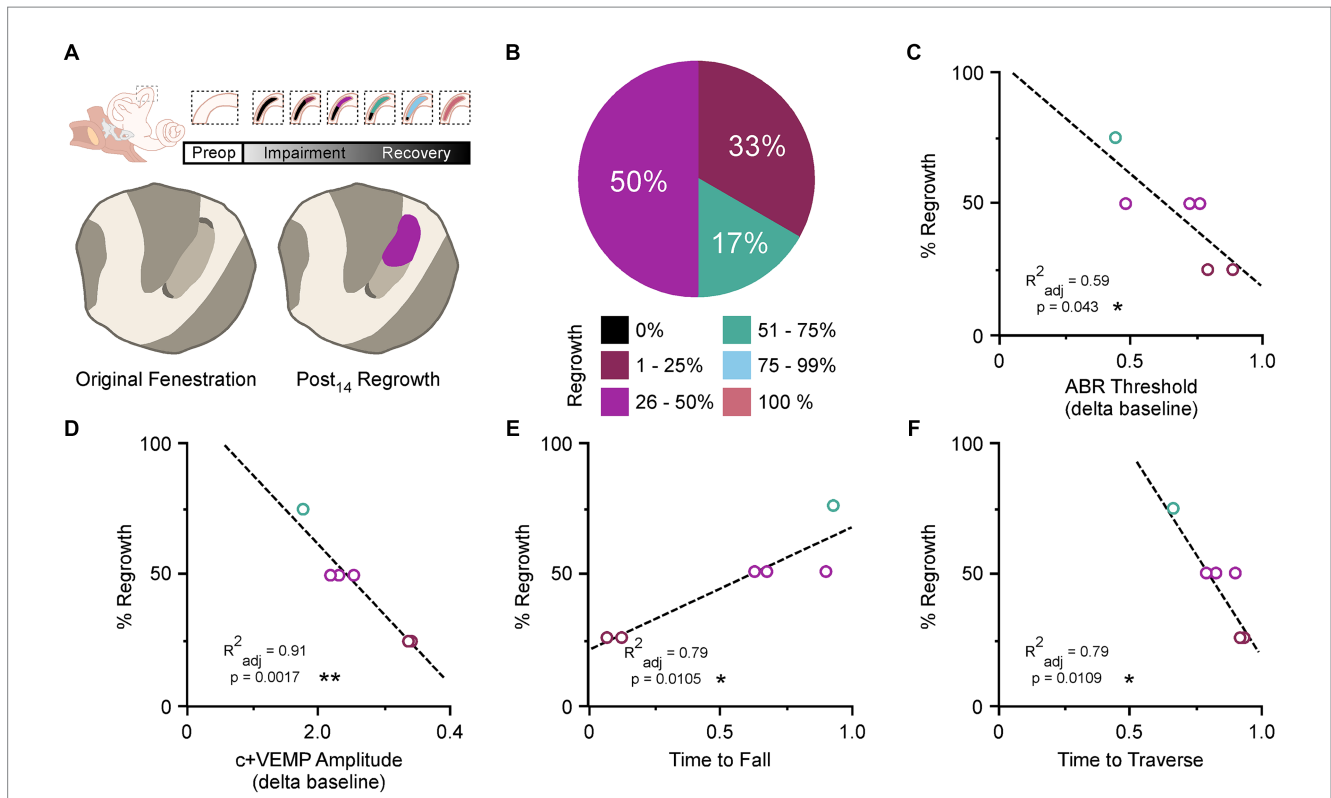 A
Preop Impairment Recovery
Original Fenestration
Post14 Regrowth
B
50%
33%
17%
Regrowth
0%
1 - 25%
26 - 50%
51 - 75%
75 - 99%
100 %
C
% Regrowth
100
50
0
R2adj = 0.59
p = 0.043 *
0 0.5 1.0
ABR Threshold
(delta baseline)
D
% Regrowth
100
50
0
R2adj = 0.91
p = 0.0017 **
0 2.0 0.4
c+VEMP Amplitude
(delta baseline)
E
% Regrowth
100
50
0
R2adj = 0.79
p = 0.0105 *
0 0.5 1.0
Time to Fall
F
% Regrowth
100
50
0
R2adj = 0.79
p = 0.0109 *
0 0.5 1.0
Time to Traverse